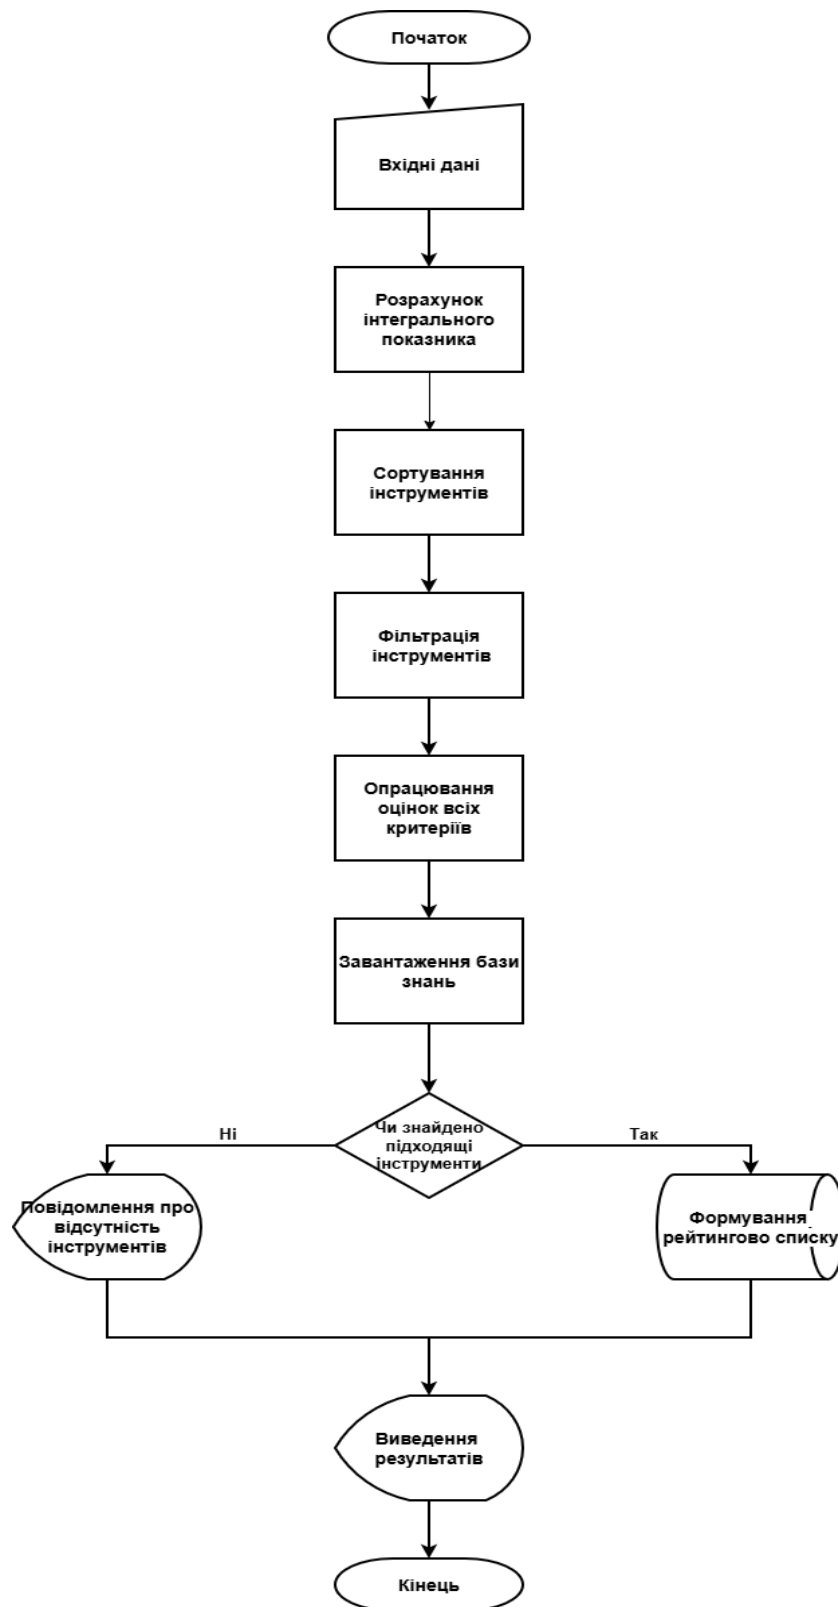 Початок
Вхідні дані
Розрахунок
інтегрального
показника
Сортування
інструментів
Фільтрація
інструментів
Опрацювання
оцінок всіх
критеріїв
Завантаження бази
знань
Чи знайдено
підходящі
інструменти
Ні
Так
Повідомлення про
відсутність
інструментів
Формування
рейтингово списку
Виведення
результатів
Кінець